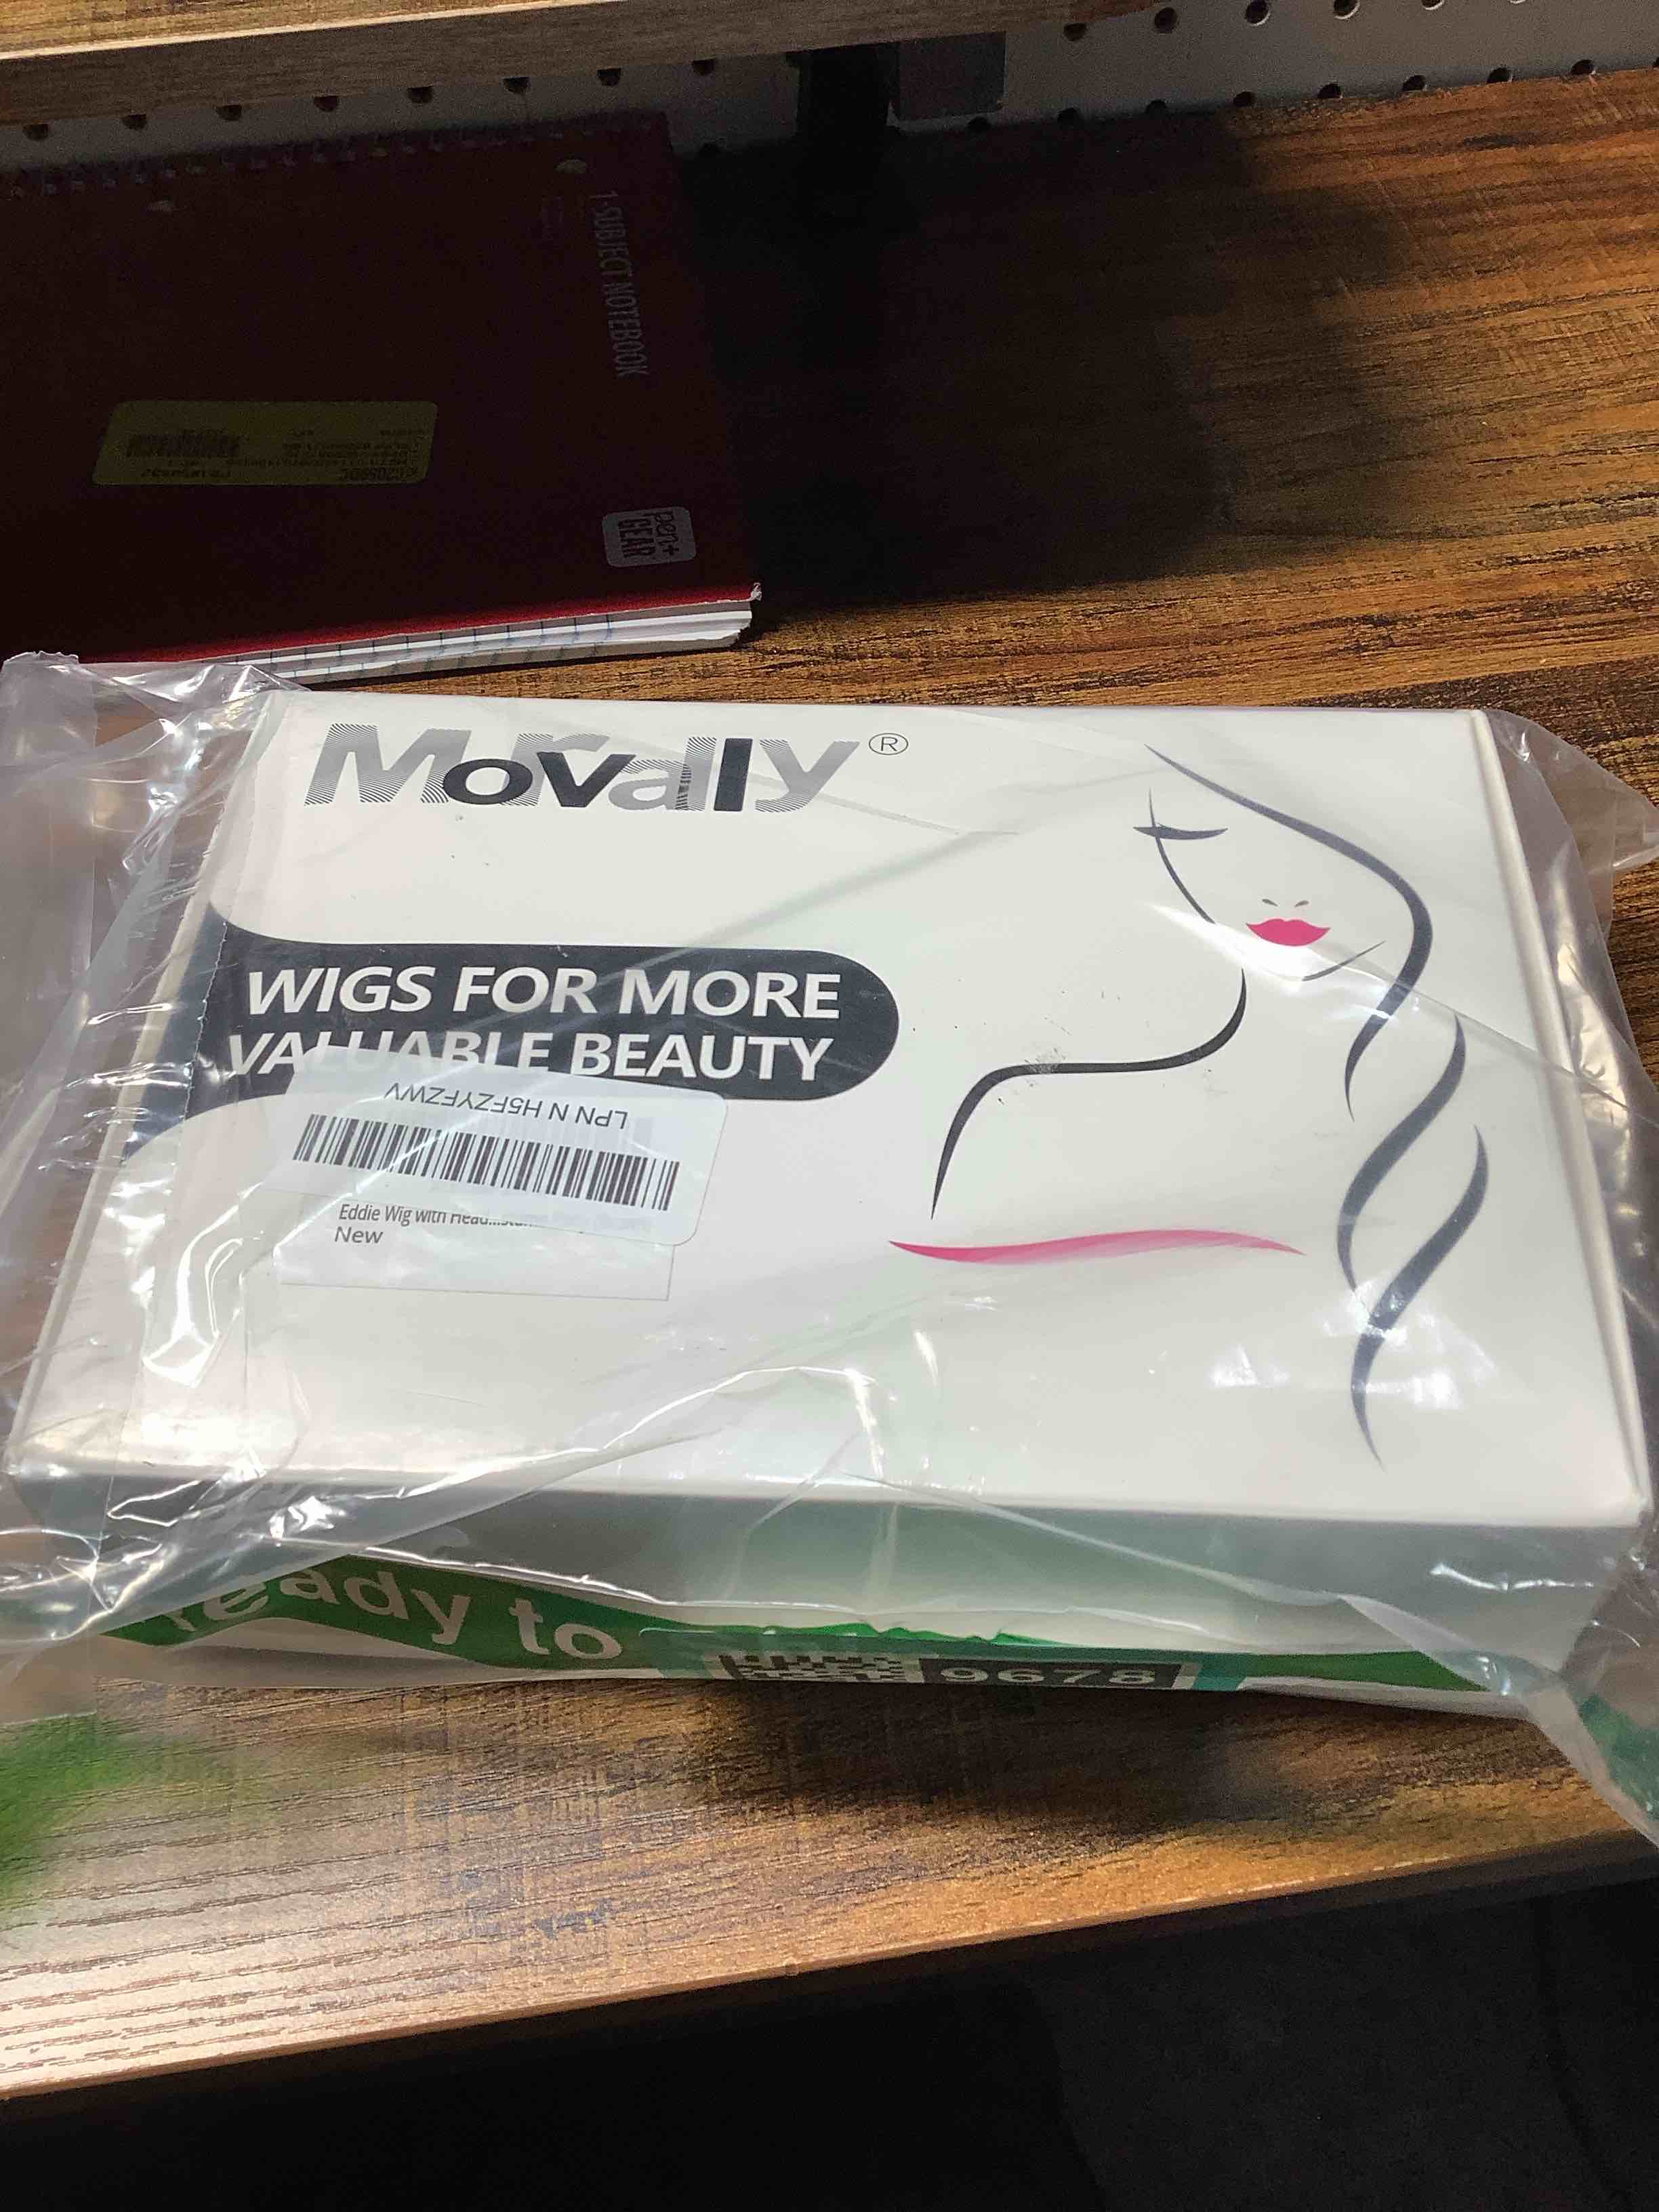 1-SUBJECT NOTEBOOK
pen+
GEAR
Movally®
WIGS FOR MORE
VALUABLE BEAUTY
LPN N H5FZYFZWV
Eddie Wig with Head...
New
ready to
9678